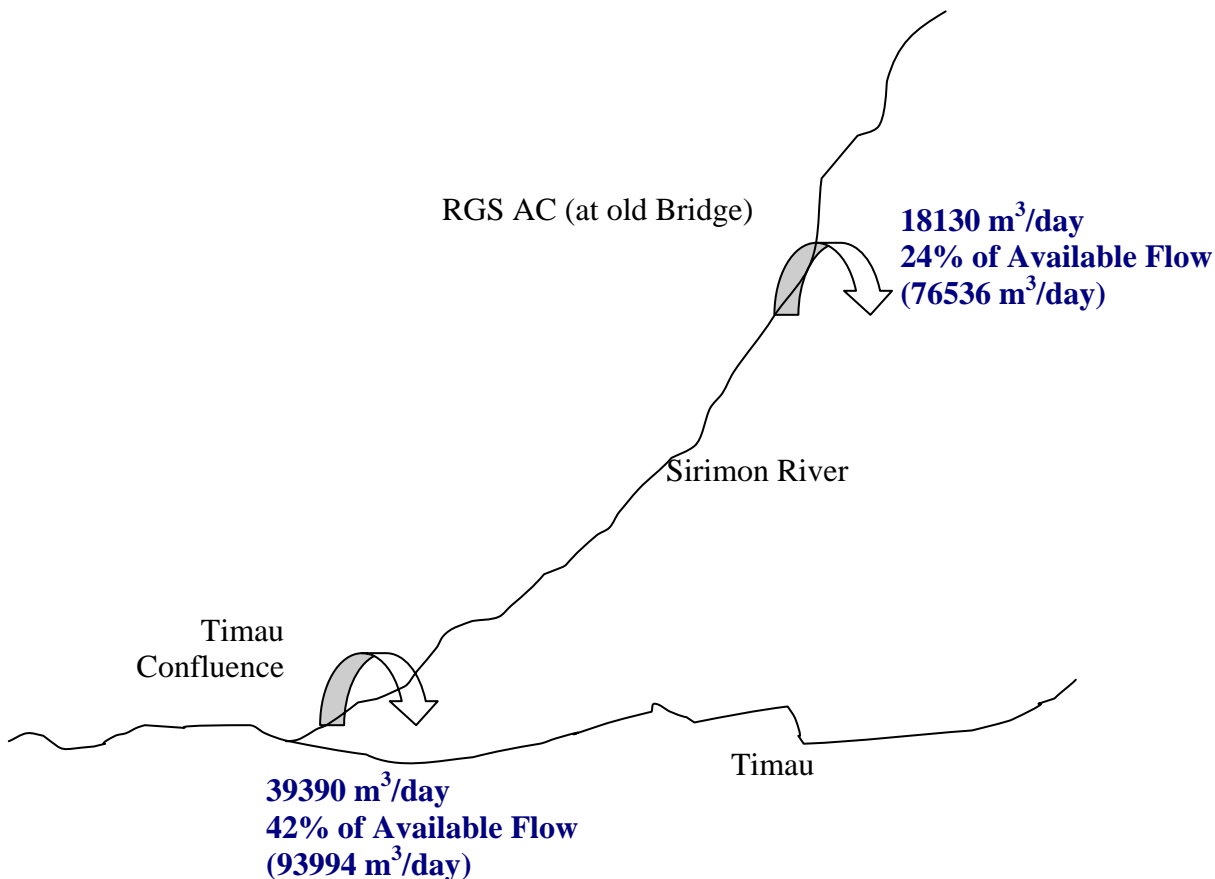 RGS AC (at old Bridge)
18130 m³/day
24% of Available Flow
(76536 m³/day)
Sirimon River
Timau
Confluence
Timau
39390 m³/day
42% of Available Flow
(93994 m³/day)